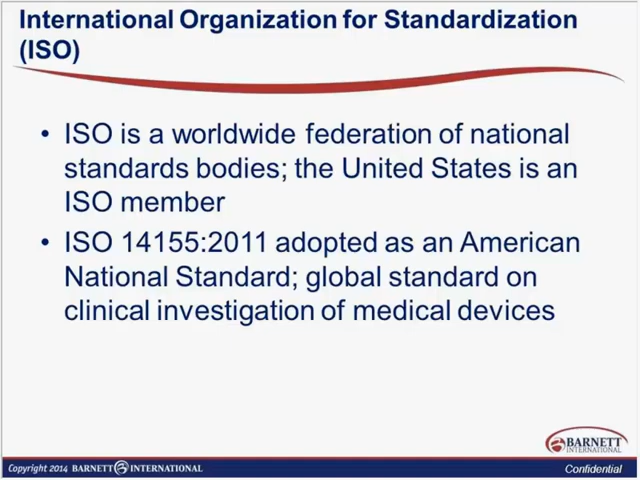 International Organization for Standardization
(ISO)
• ISO is a worldwide federation of national
standards bodies; the United States is an
ISO member
• ISO 14155:2011 adopted as an American
National Standard; global standard on
clinical investigation of medical devices
BARNETT
INTERNATIONAL
Copyright 2014 BARNETT INTERNATIONAL
Confidential